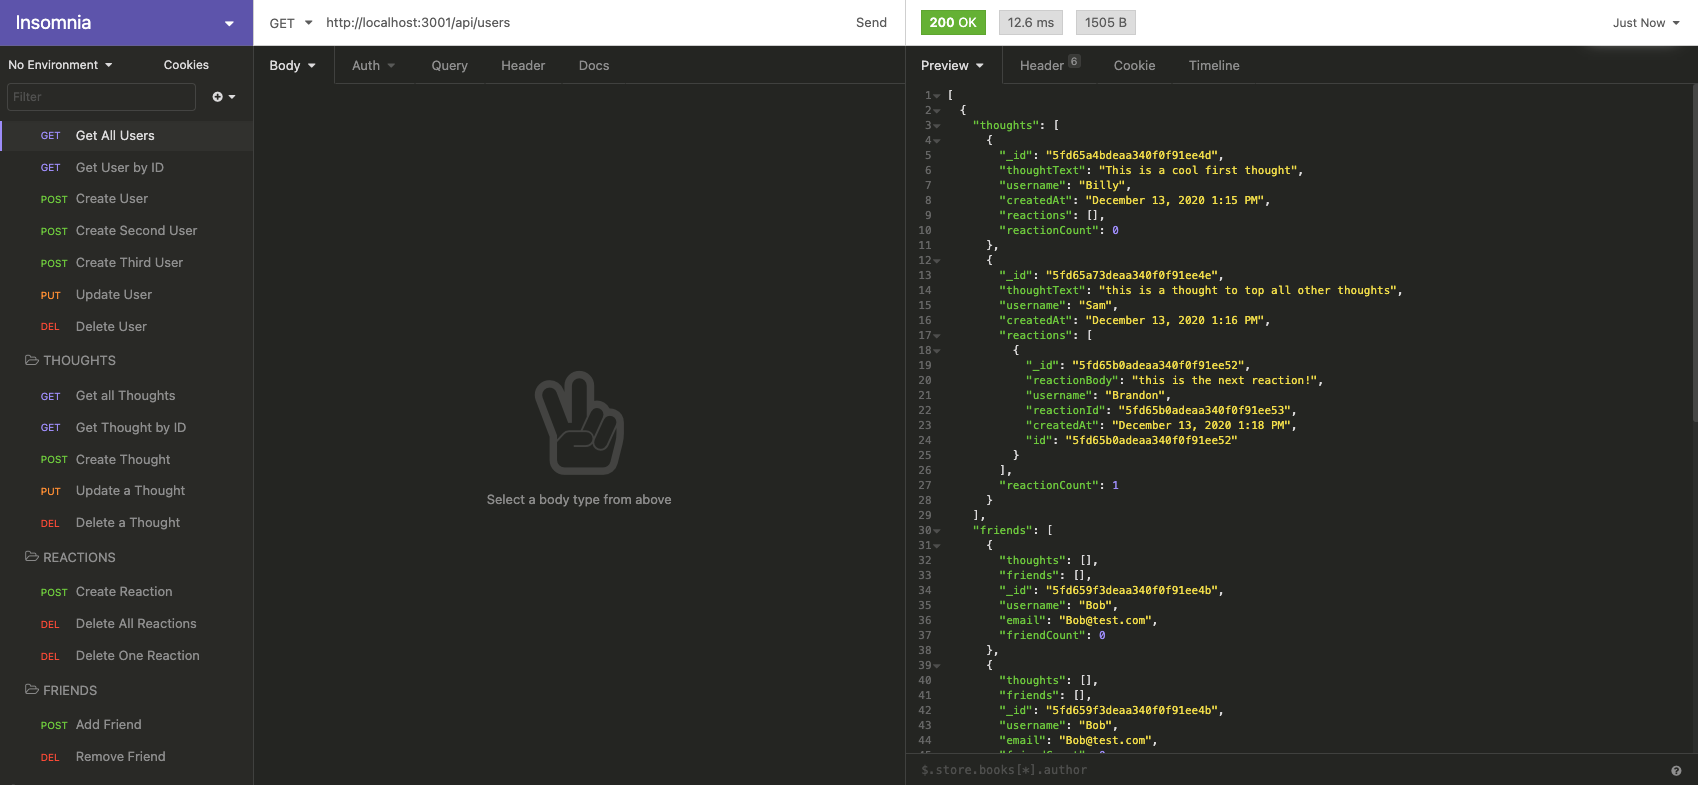 Insomnia
GET http://localhost:3001/api/users Send
200 OK 12.6 ms 1505 B Just Now
No Environment Cookies
Filter
GET Get All Users
GET Get User by ID
POST Create User
POST Create Second User
POST Create Third User
PUT Update User
DEL Delete User
THOUGHTS
GET Get all Thoughts
GET Get Thought by ID
POST Create Thought
PUT Update a Thought
DEL Delete a Thought
REACTIONS
POST Create Reaction
DEL Delete All Reactions
DEL Delete One Reaction
FRIENDS
POST Add Friend
DEL Remove Friend
Body Auth Query Header Docs
Select a body type from above
Preview Header 6 Cookie Timeline
1 [
2 {
3 "thoughts": [
4 {
5 "_id": "5fd65a4bdeaa340f0f91ee4d",
6 "thoughtText": "This is a cool first thought",
7 "username": "Billy",
8 "createdAt": "December 13, 2020 1:15 PM",
9 "reactions": [],
10 "reactionCount": 0
11 },
12 {
13 "_id": "5fd65a73deaa340f0f91ee4e",
14 "thoughtText": "this is a thought to top all other thoughts",
15 "username": "Sam",
16 "createdAt": "December 13, 2020 1:16 PM",
17 "reactions": [
18 {
19 "_id": "5fd65b0adeaa340f0f91ee52",
20 "reactionBody": "this is the next reaction!",
21 "username": "Brandon",
22 "reactionId": "5fd65b0adeaa340f0f91ee53",
23 "createdAt": "December 13, 2020 1:18 PM",
24 "id": "5fd65b0adeaa340f0f91ee52"
25 }
26 ],
27 "reactionCount": 1
28 }
29 ],
30 "friends": [
31 {
32 "thoughts": [],
33 "friends": [],
34 "_id": "5fd659f3deaa340f0f91ee4b",
35 "username": "Bob",
36 "email": "Bob@test.com",
37 "friendCount": 0
38 },
39 {
40 "thoughts": [],
41 "friends": [],
42 "_id": "5fd659f3deaa340f0f91ee4b",
43 "username": "Bob",
44 "email": "Bob@test.com",
$.store.books[*].author